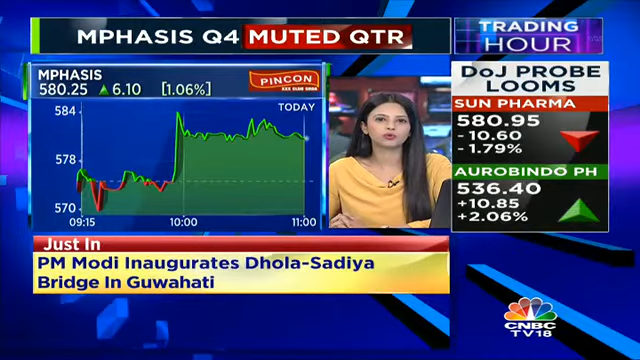 MPHASIS Q4 MUTED QTR
TRADING
HOUR
MPHASIS
580.25 ▲ 6.10 [1.06%]
PINCON
TODAY
584
578
570
09:15 10:00 11:00
DoJ PROBE
LOOMS
SUN PHARMA
580.95
-10.60
-1.79%
AUROBINDO PH
536.40
+10.85
+2.06%
Just In
PM Modi Inaugurates Dhola-Sadiya
Bridge In Guwahati
CNBC
TV18